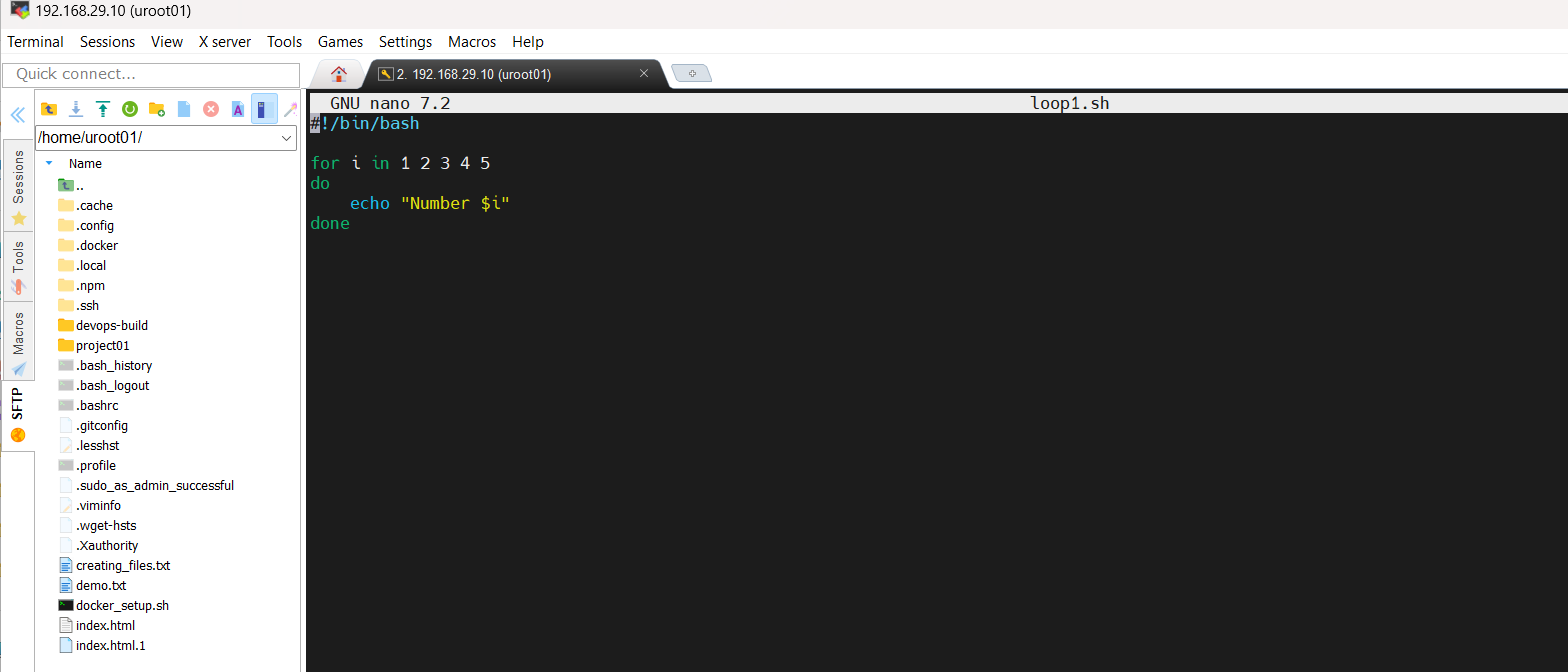 192.168.29.10 (uroot01)
Terminal Sessions View X server Tools Games Settings Macros Help
Quick connect...
2. 192.168.29.10 (uroot01)
/home/uroot01/
Name
..
.cache
.config
.docker
.local
.npm
.ssh
devops-build
project01
.bash_history
.bash_logout
.bashrc
.gitconfig
.lesshst
.profile
.sudo_as_admin_successful
.viminfo
.wget-hsts
.Xauthority
creating_files.txt
demo.txt
docker_setup.sh
index.html
index.html.1
Sessions
Tools
Macros
SFTP
GNU nano 7.2 loop1.sh
#!/bin/bash
for i in 1 2 3 4 5
do
    echo "Number $i"
done